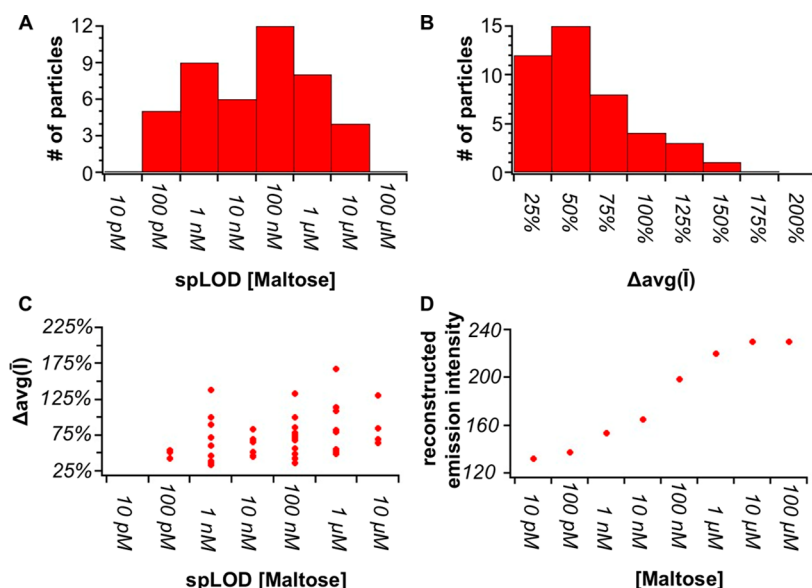 A
# of particles
12
9
6
3
0
10 pM
100 pM
1 nM
10 nM
100 nM
1 µM
10 µM
100 µM
spLOD [Maltose]
B
# of particles
15
10
5
0
25%
50%
75%
100%
125%
150%
175%
200%
Δavg(Ī)
C
Δavg(Ī)
225%
175%
125%
75%
25%
10 pM
100 pM
1 nM
10 nM
100 nM
1 µM
10 µM
spLOD [Maltose]
D
reconstructed
emission intensity
240
200
160
120
10 pM
100 pM
1 nM
10 nM
100 nM
1 µM
10 µM
100 µM
[Maltose]